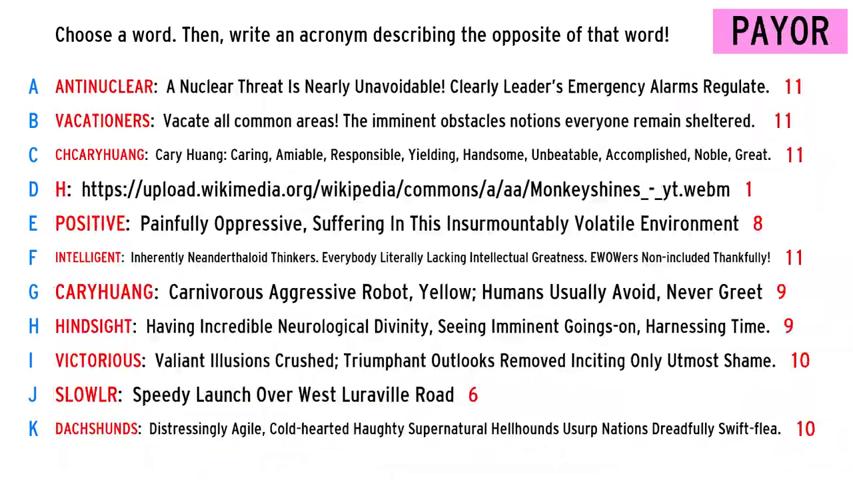 Choose a word. Then, write an acronym describing the opposite of that word!
PAYOR
A ANTINUCLEAR: A Nuclear Threat Is Nearly Unavoidable! Clearly Leader's Emergency Alarms Regulate. 11
B VACATIONERS: Vacate all common areas! The imminent obstacles notions everyone remain sheltered. 11
C CHCARYHUANG: Cary Huang: Caring, Amiable, Responsible, Yielding, Handsome, Unbeatable, Accomplished, Noble, Great. 11
D H: https://upload.wikimedia.org/wikipedia/commons/a/aa/Monkeyshines_-_yt.webm 1
E POSITIVE: Painfully Oppressive, Suffering In This Insurmountably Volatile Environment 8
F INTELLIGENT: Inherently Neanderthaloid Thinkers. Everybody Literally Lacking Intellectual Greatness. EWOWers Non-included Thankfully! 11
G CARYHUANG: Carnivorous Aggressive Robot, Yellow; Humans Usually Avoid, Never Greet 9
H HINDSIGHT: Having Incredible Neurological Divinity, Seeing Imminent Goings-on, Harnessing Time. 9
I VICTORIOUS: Valiant Illusions Crushed; Triumphant Outlooks Removed Inciting Only Utmost Shame. 10
J SLOWLR: Speedy Launch Over West Luraville Road 6
K DACHSHUNDS: Distressingly Agile, Cold-hearted Haughty Supernatural Hellhounds Usurp Nations Dreadfully Swift-flea. 10